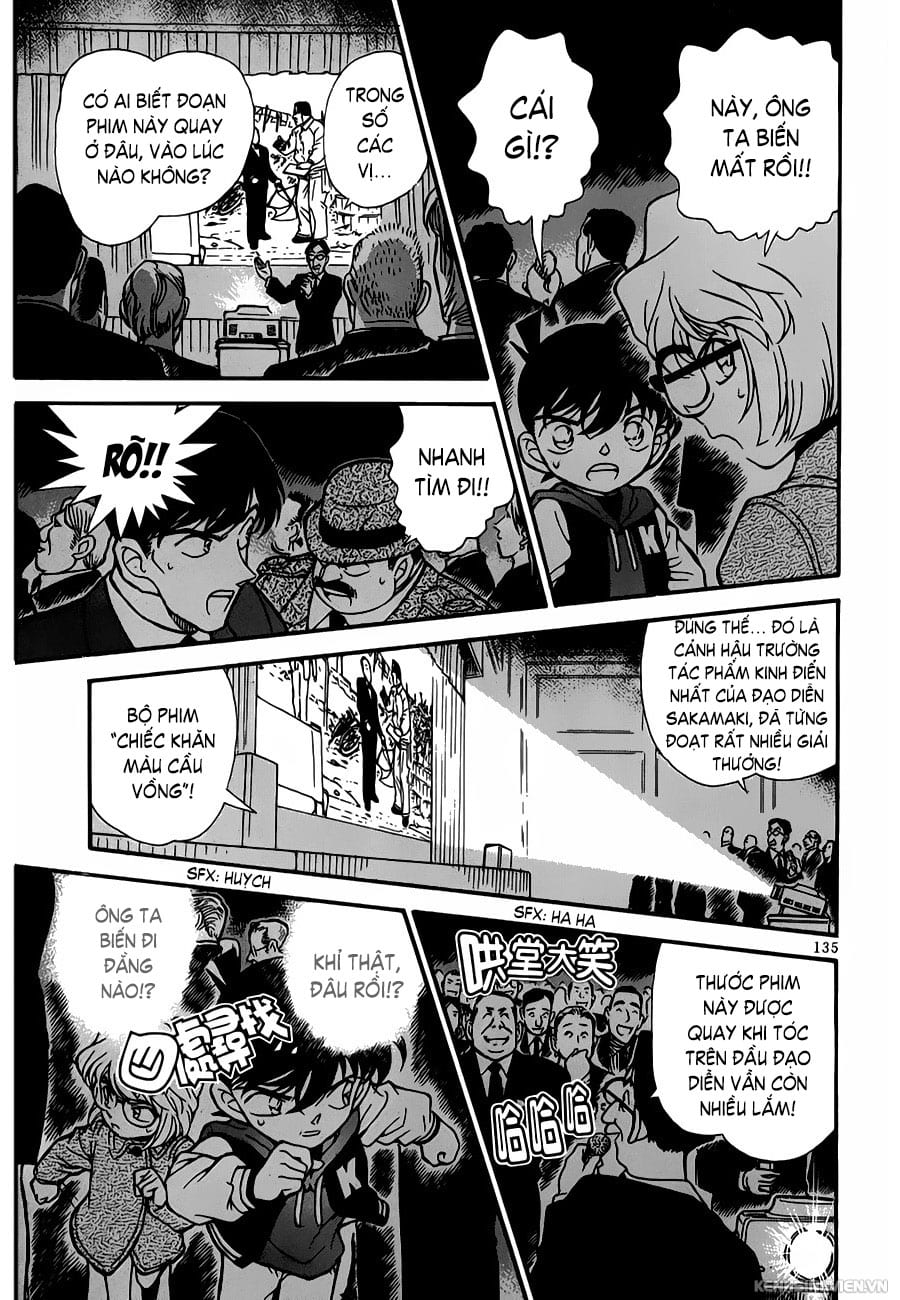 NÀY, ÔNG
TA BIẾN
MẤT RỒI!!
CÁI
GÌ!?
TRONG
SỐ
CÁC
VỊ...
CÓ AI BIẾT ĐOẠN
PHIM NÀY QUAY
Ở ĐÂU, VÀO LÚC
NÀO KHÔNG?
NHANH
TÌM ĐI!!
RÕ!!
ĐÚNG THẾ... ĐÓ LÀ
CẢNH HẬU TRƯỜNG
TÁC PHẨM KINH ĐIỂN
NHẤT CỦA ĐẠO DIỄN
SAKAMAKI, ĐÃ TỪNG
ĐOẠT RẤT NHIỀU GIẢI
THƯỞNG!
BỘ PHIM
“CHIẾC KHĂN
MÀU CẦU
VỒNG”!
135
SFX: HA HA
哄堂大笑
THƯỚC PHIM
NÀY ĐƯỢC
QUAY KHI TÓC
TRÊN ĐẦU ĐẠO
DIỄN VẪN CÒN
NHIỀU LẮM!
哈哈哈
SFX: HUỴCH
KHỈ THẬT,
ĐÂU RỒI!?
ÔNG TA
BIẾN ĐI
ĐẰNG
NÀO!?
四處尋找
K
K